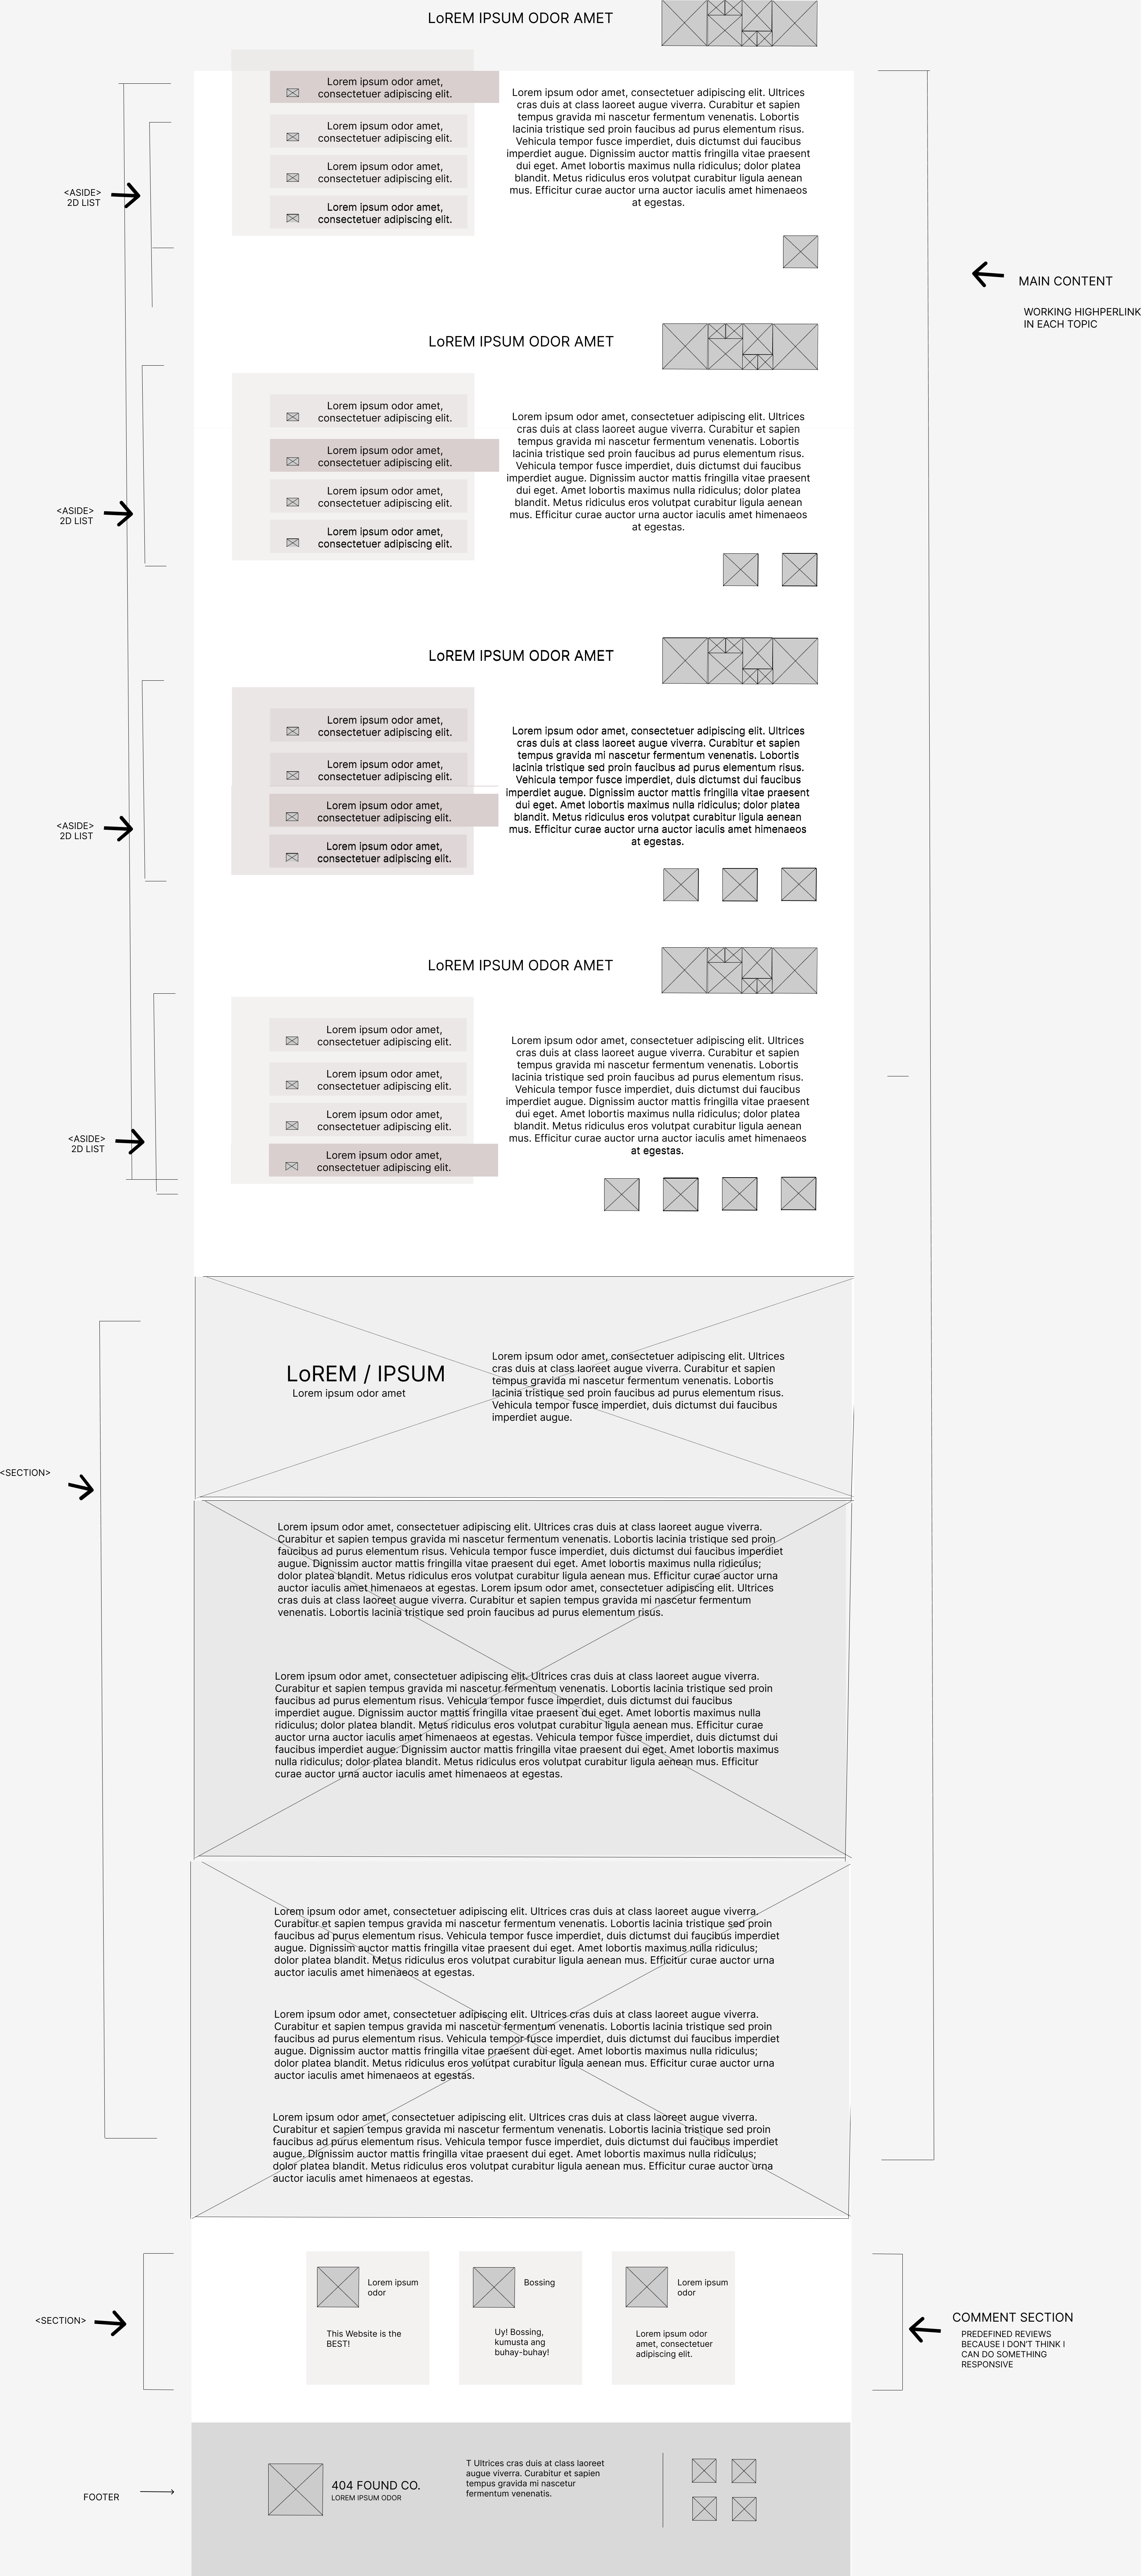 LoREM IPSUM ODOR AMET
Lorem ipsum odor amet,
consectetuer adipiscing elit.
Lorem ipsum odor amet,
consectetuer adipiscing elit.
Lorem ipsum odor amet,
consectetuer adipiscing elit.
Lorem ipsum odor amet,
consectetuer adipiscing elit.
Lorem ipsum odor amet, consectetuer adipiscing elit. Ultrices
cras duis at class laoreet augue viverra. Curabitur et sapien
tempus gravida mi nascetur fermentum venenatis. Lobortis
lacinia tristique sed proin faucibus ad purus elementum risus.
Vehicula tempor fusce imperdiet, duis dictumst dui faucibus
imperdiet augue. Dignissim auctor mattis fringilla vitae praesent
dui eget. Amet lobortis maximus nulla ridiculus; dolor platea
blandit. Metus ridiculus eros volutpat curabitur ligula aenean
mus. Efficitur curae auctor urna auctor iaculis amet himenaeos
at egestas.
<ASIDE>
2D LIST
MAIN CONTENT
WORKING HIGHPERLINK
IN EACH TOPIC
LoREM IPSUM ODOR AMET
Lorem ipsum odor amet,
consectetuer adipiscing elit.
Lorem ipsum odor amet,
consectetuer adipiscing elit.
Lorem ipsum odor amet,
consectetuer adipiscing elit.
Lorem ipsum odor amet,
consectetuer adipiscing elit.
Lorem ipsum odor amet, consectetuer adipiscing elit. Ultrices
cras duis at class laoreet augue viverra. Curabitur et sapien
tempus gravida mi nascetur fermentum venenatis. Lobortis
lacinia tristique sed proin faucibus ad purus elementum risus.
Vehicula tempor fusce imperdiet, duis dictumst dui faucibus
imperdiet augue. Dignissim auctor mattis fringilla vitae praesent
dui eget. Amet lobortis maximus nulla ridiculus; dolor platea
blandit. Metus ridiculus eros volutpat curabitur ligula aenean
mus. Efficitur curae auctor urna auctor iaculis amet himenaeos
at egestas.
<ASIDE>
2D LIST
LoREM IPSUM ODOR AMET
Lorem ipsum odor amet,
consectetuer adipiscing elit.
Lorem ipsum odor amet,
consectetuer adipiscing elit.
Lorem ipsum odor amet,
consectetuer adipiscing elit.
Lorem ipsum odor amet,
consectetuer adipiscing elit.
Lorem ipsum odor amet, consectetuer adipiscing elit. Ultrices
cras duis at class laoreet augue viverra. Curabitur et sapien
tempus gravida mi nascetur fermentum venenatis. Lobortis
lacinia tristique sed proin faucibus ad purus elementum risus.
Vehicula tempor fusce imperdiet, duis dictumst dui faucibus
imperdiet augue. Dignissim auctor mattis fringilla vitae praesent
dui eget. Amet lobortis maximus nulla ridiculus; dolor platea
blandit. Metus ridiculus eros volutpat curabitur ligula aenean
mus. Efficitur curae auctor urna auctor iaculis amet himenaeos
at egestas.
<ASIDE>
2D LIST
LoREM IPSUM ODOR AMET
Lorem ipsum odor amet,
consectetuer adipiscing elit.
Lorem ipsum odor amet,
consectetuer adipiscing elit.
Lorem ipsum odor amet,
consectetuer adipiscing elit.
Lorem ipsum odor amet,
consectetuer adipiscing elit.
Lorem ipsum odor amet, consectetuer adipiscing elit. Ultrices
cras duis at class laoreet augue viverra. Curabitur et sapien
tempus gravida mi nascetur fermentum venenatis. Lobortis
lacinia tristique sed proin faucibus ad purus elementum risus.
Vehicula tempor fusce imperdiet, duis dictumst dui faucibus
imperdiet augue. Dignissim auctor mattis fringilla vitae praesent
dui eget. Amet lobortis maximus nulla ridiculus; dolor platea
blandit. Metus ridiculus eros volutpat curabitur ligula aenean
mus. Efficitur curae auctor urna auctor iaculis amet himenaeos
at egestas.
<ASIDE>
2D LIST
LoREM / IPSUM
Lorem ipsum odor amet
Lorem ipsum odor amet, consectetuer adipiscing elit. Ultrices
cras duis at class laoreet augue viverra. Curabitur et sapien
tempus gravida mi nascetur fermentum venenatis. Lobortis
lacinia tristique sed proin faucibus ad purus elementum risus.
Vehicula tempor fusce imperdiet, duis dictumst dui faucibus
imperdiet augue.
<SECTION>
Lorem ipsum odor amet, consectetuer adipiscing elit. Ultrices cras duis at class laoreet augue viverra.
Curabitur et sapien tempus gravida mi nascetur fermentum venenatis. Lobortis lacinia tristique sed proin
faucibus ad purus elementum risus. Vehicula tempor fusce imperdiet, duis dictumst dui faucibus imperdiet
augue. Dignissim auctor mattis fringilla vitae praesent dui eget. Amet lobortis maximus nulla ridiculus;
dolor platea blandit. Metus ridiculus eros volutpat curabitur ligula aenean mus. Efficitur curae auctor urna
auctor iaculis amet himenaeos at egestas. Lorem ipsum odor amet, consectetuer adipiscing elit. Ultrices
cras duis at class laoreet augue viverra. Curabitur et sapien tempus gravida mi nascetur fermentum
venenatis. Lobortis lacinia tristique sed proin faucibus ad purus elementum risus.
Lorem ipsum odor amet, consectetuer adipiscing elit. Ultrices cras duis at class laoreet augue viverra.
Curabitur et sapien tempus gravida mi nascetur fermentum venenatis. Lobortis lacinia tristique sed proin
faucibus ad purus elementum risus. Vehicula tempor fusce imperdiet, duis dictumst dui faucibus
imperdiet augue. Dignissim auctor mattis fringilla vitae praesent dui eget. Amet lobortis maximus nulla
ridiculus; dolor platea blandit. Metus ridiculus eros volutpat curabitur ligula aenean mus. Efficitur curae
auctor urna auctor iaculis amet himenaeos at egestas. Vehicula tempor fusce imperdiet, duis dictumst dui
faucibus imperdiet augue. Dignissim auctor mattis fringilla vitae praesent dui eget. Amet lobortis maximus
nulla ridiculus; dolor platea blandit. Metus ridiculus eros volutpat curabitur ligula aenean mus. Efficitur
curae auctor urna auctor iaculis amet himenaeos at egestas.
Lorem ipsum odor amet, consectetuer adipiscing elit. Ultrices cras duis at class laoreet augue viverra.
Curabitur et sapien tempus gravida mi nascetur fermentum venenatis. Lobortis lacinia tristique sed proin
faucibus ad purus elementum risus. Vehicula tempor fusce imperdiet, duis dictumst dui faucibus imperdiet
augue. Dignissim auctor mattis fringilla vitae praesent dui eget. Amet lobortis maximus nulla ridiculus;
dolor platea blandit. Metus ridiculus eros volutpat curabitur ligula aenean mus. Efficitur curae auctor urna
auctor iaculis amet himenaeos at egestas.
Lorem ipsum odor amet, consectetuer adipiscing elit. Ultrices cras duis at class laoreet augue viverra.
Curabitur et sapien tempus gravida mi nascetur fermentum venenatis. Lobortis lacinia tristique sed proin
faucibus ad purus elementum risus. Vehicula tempor fusce imperdiet, duis dictumst dui faucibus imperdiet
augue. Dignissim auctor mattis fringilla vitae praesent dui eget. Amet lobortis maximus nulla ridiculus;
dolor platea blandit. Metus ridiculus eros volutpat curabitur ligula aenean mus. Efficitur curae auctor urna
auctor iaculis amet himenaeos at egestas.
Lorem ipsum odor amet, consectetuer adipiscing elit. Ultrices cras duis at class laoreet augue viverra.
Curabitur et sapien tempus gravida mi nascetur fermentum venenatis. Lobortis lacinia tristique sed proin
faucibus ad purus elementum risus. Vehicula tempor fusce imperdiet, duis dictumst dui faucibus imperdiet
augue. Dignissim auctor mattis fringilla vitae praesent dui eget. Amet lobortis maximus nulla ridiculus;
dolor platea blandit. Metus ridiculus eros volutpat curabitur ligula aenean mus. Efficitur curae auctor urna
auctor iaculis amet himenaeos at egestas.
<SECTION>
Lorem ipsum
odor
This Website is the
BEST!
Bossing
Uy! Bossing,
kumusta ang
buhay-buhay!
Lorem ipsum
odor
Lorem ipsum odor
amet, consectetuer
adipiscing elit.
COMMENT SECTION
PREDEFINED REVIEWS
BECAUSE I DON'T THINK I
CAN DO SOMETHING
RESPONSIVE
FOOTER
404 FOUND CO.
LOREM IPSUM ODOR
T Ultrices cras duis at class laoreet
augue viverra. Curabitur et sapien
tempus gravida mi nascetur
fermentum venenatis.